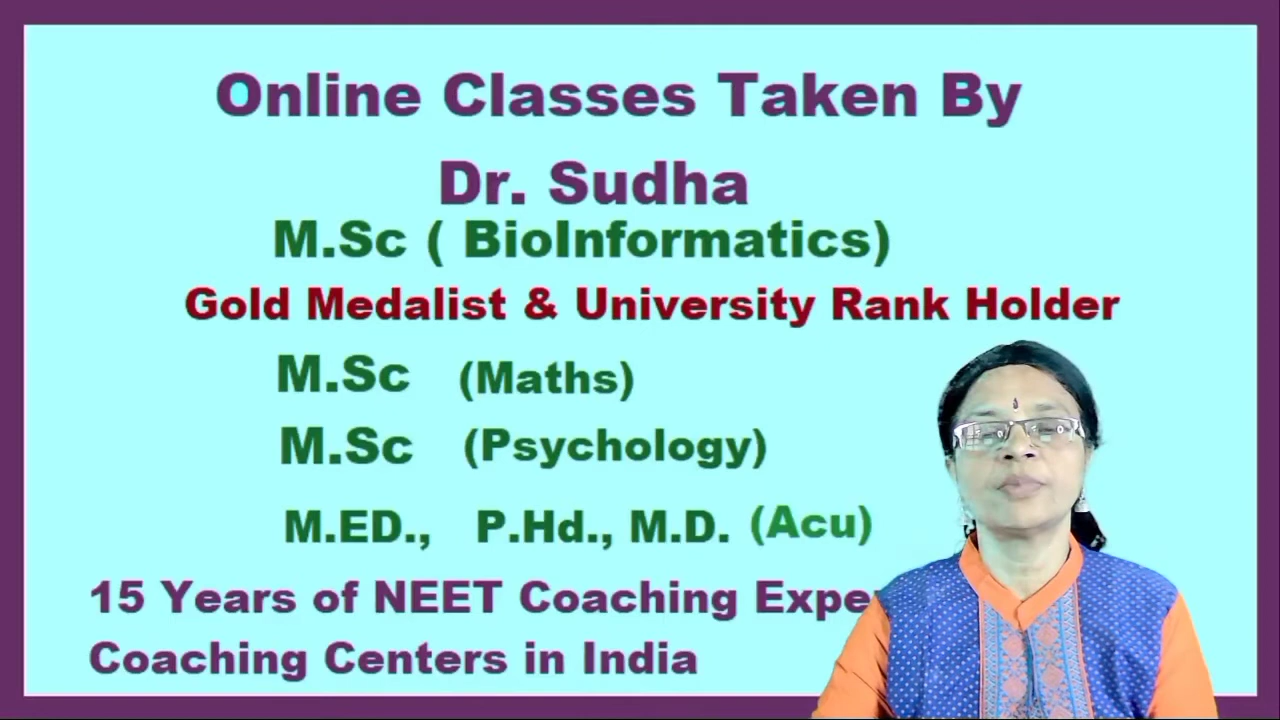 Online Classes Taken By
Dr. Sudha
M.Sc ( BioInformatics)
Gold Medalist & University Rank Holder
M.Sc (Maths)
M.Sc (Psychology)
M.ED., P.Hd., M.D. (Acu)
15 Years of NEET Coaching
Coaching Centers in India